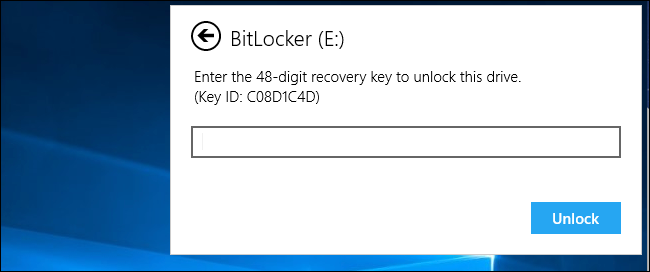 BitLocker (E:)
Enter the 48-digit recovery key to unlock this drive.
(Key ID: C08D1C4D)
Unlock